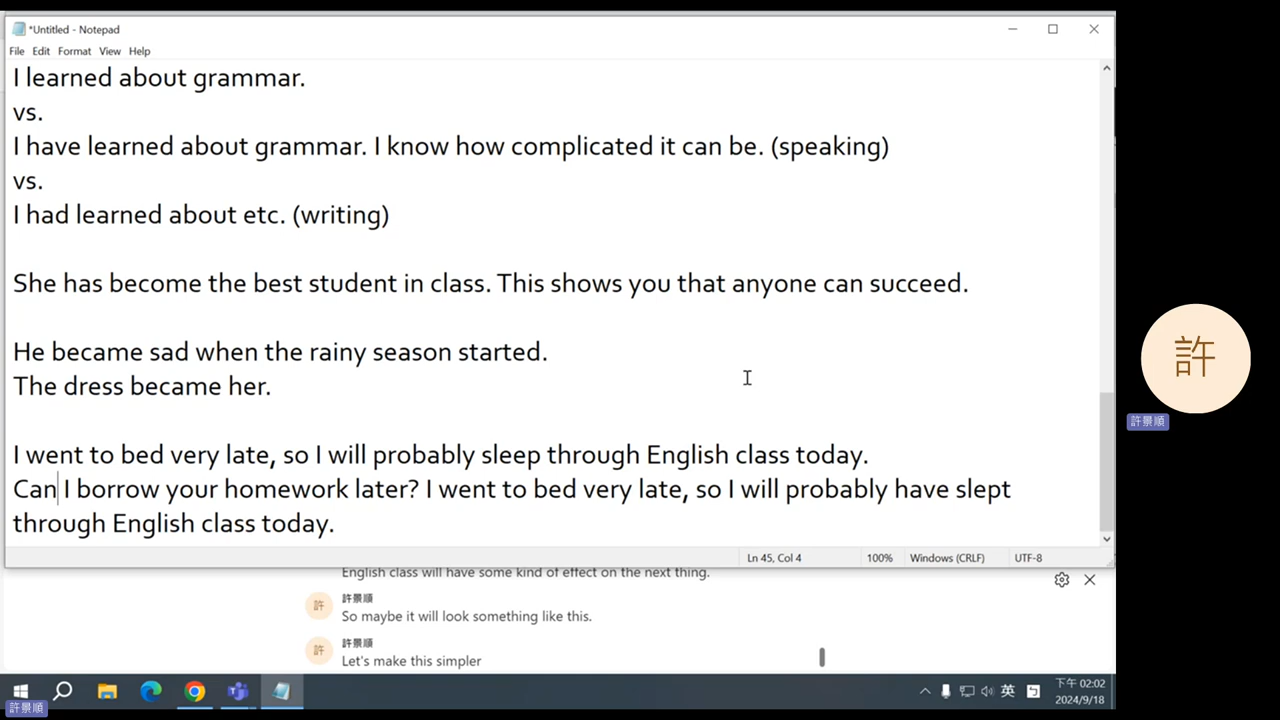 *Untitled - Notepad
File Edit Format View Help
I learned about grammar.
vs.
I have learned about grammar. I know how complicated it can be. (speaking)
vs.
I had learned about etc. (writing)
She has become the best student in class. This shows you that anyone can succeed.
He became sad when the rainy season started.
The dress became her.
I went to bed very late, so I will probably sleep through English class today.
Can I borrow your homework later? I went to bed very late, so I will probably have slept
through English class today.
Ln 45, Col 4 100% Windows (CRLF) UTF-8
English class will have some kind of effect on the next thing.
許 許景順
So maybe it will look something like this.
許 許景順
Let's make this simpler
許
許景順
英 ㄅ 下午 02:02
2024/9/18
許景順